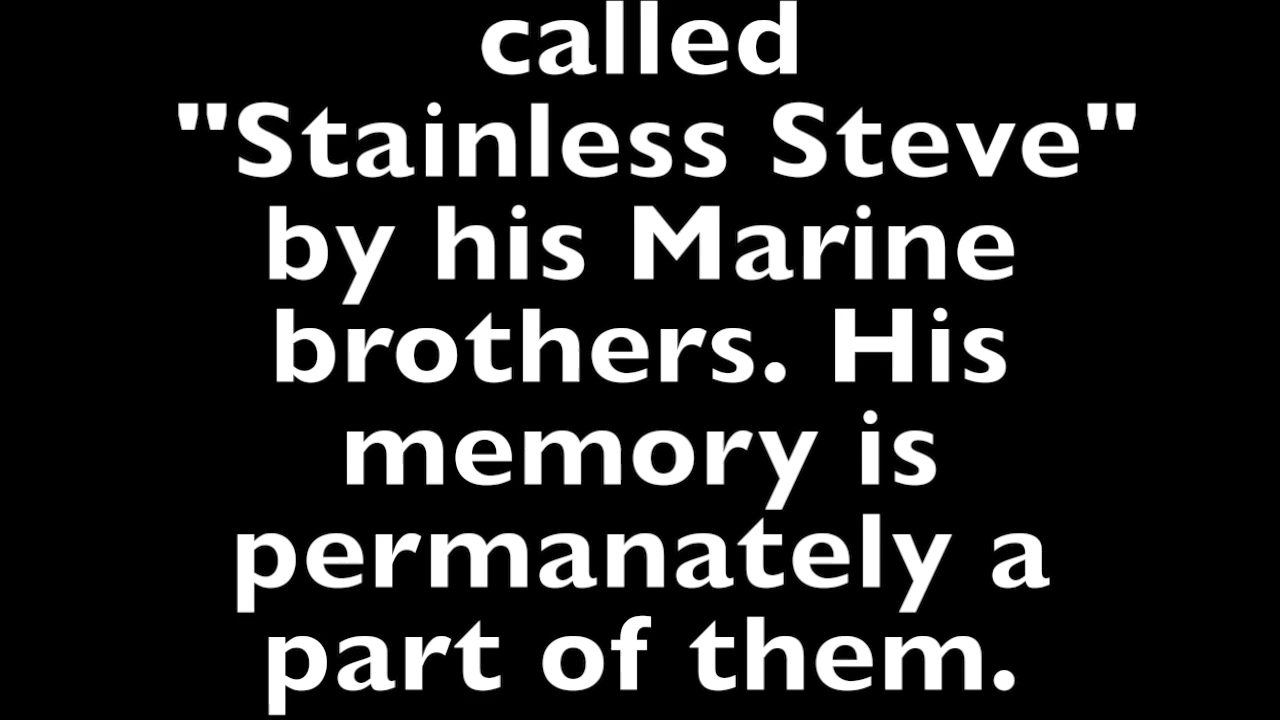 called
"Stainless Steve"
by his Marine
brothers. His
memory is
permanately a
part of them.